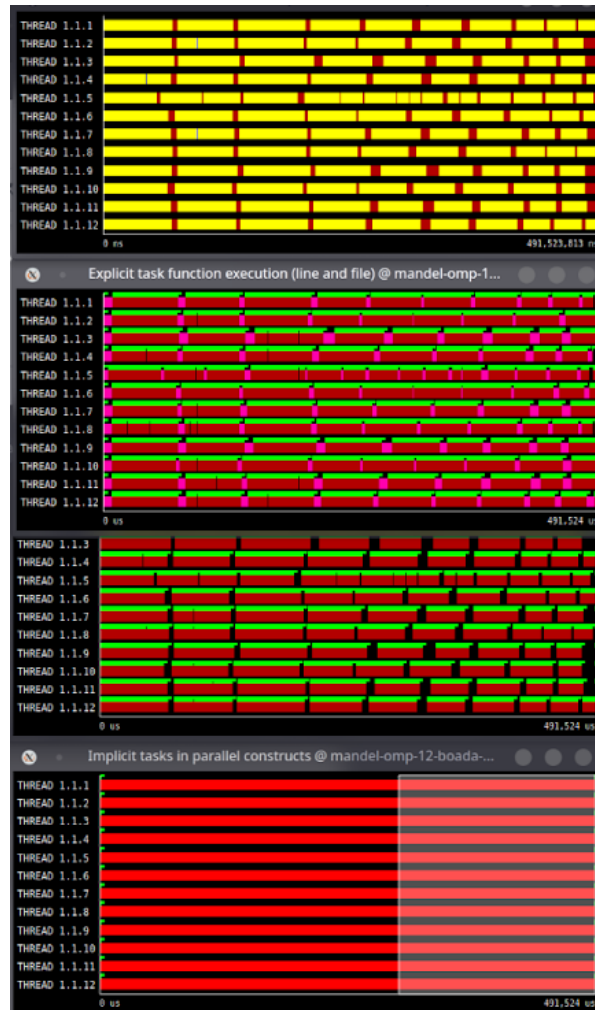 THREAD 1.1.1
THREAD 1.1.2
THREAD 1.1.3
THREAD 1.1.4
THREAD 1.1.5
THREAD 1.1.6
THREAD 1.1.7
THREAD 1.1.8
THREAD 1.1.9
THREAD 1.1.10
THREAD 1.1.11
THREAD 1.1.12
0 ns 491,523,813 n
Explicit task function execution (line and file) @ mandel-omp-1...
THREAD 1.1.1
THREAD 1.1.2
THREAD 1.1.3
THREAD 1.1.4
THREAD 1.1.5
THREAD 1.1.6
THREAD 1.1.7
THREAD 1.1.8
THREAD 1.1.9
THREAD 1.1.10
THREAD 1.1.11
THREAD 1.1.12
0 us 491,524 us
THREAD 1.1.3
THREAD 1.1.4
THREAD 1.1.5
THREAD 1.1.6
THREAD 1.1.7
THREAD 1.1.8
THREAD 1.1.9
THREAD 1.1.10
THREAD 1.1.11
THREAD 1.1.12
0 us 491,524 us
Implicit tasks in parallel constructs @ mandel-omp-12-boada-...
THREAD 1.1.1
THREAD 1.1.2
THREAD 1.1.3
THREAD 1.1.4
THREAD 1.1.5
THREAD 1.1.6
THREAD 1.1.7
THREAD 1.1.8
THREAD 1.1.9
THREAD 1.1.10
THREAD 1.1.11
THREAD 1.1.12
0 us 491,524 us